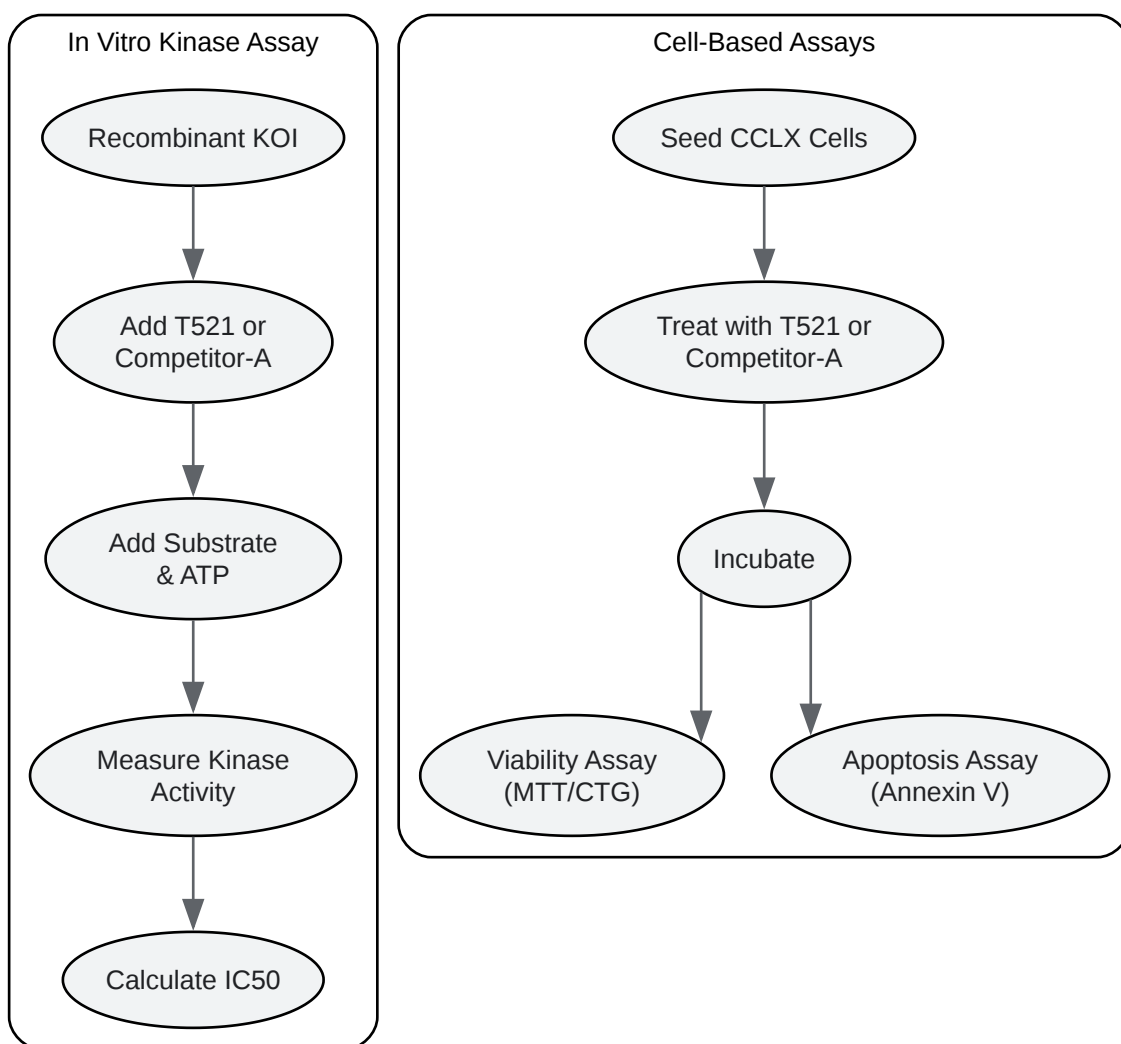 In Vitro Kinase Assay
Recombinant KOI
Add T521 or
Competitor-A
Add Substrate
& ATP
Measure Kinase
Activity
Calculate IC50
Cell-Based Assays
Seed CCLX Cells
Treat with T521 or
Competitor-A
Incubate
Viability Assay
(MTT/CTG)
Apoptosis Assay
(Annexin V)